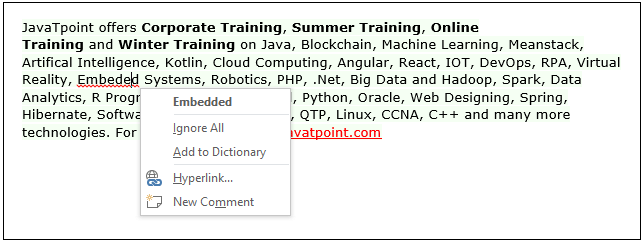 JavaTpoint offers Corporate Training, Summer Training, Online
Training and Winter Training on Java, Blockchain, Machine Learning, Meanstack,
Artifical Intelligence, Kotlin, Cloud Computing, Angular, React, IOT, DevOps, RPA, Virtual
Reality, Embeded Systems, Robotics, PHP, .Net, Big Data and Hadoop, Spark, Data
Analytics, R Progr , Python, Oracle, Web Designing, Spring,
Hibernate, Softwa , QTP, Linux, CCNA, C++ and many more
technologies. For avatpoint.com
Embedded
Ignore All
Add to Dictionary
Hyperlink...
New Comment